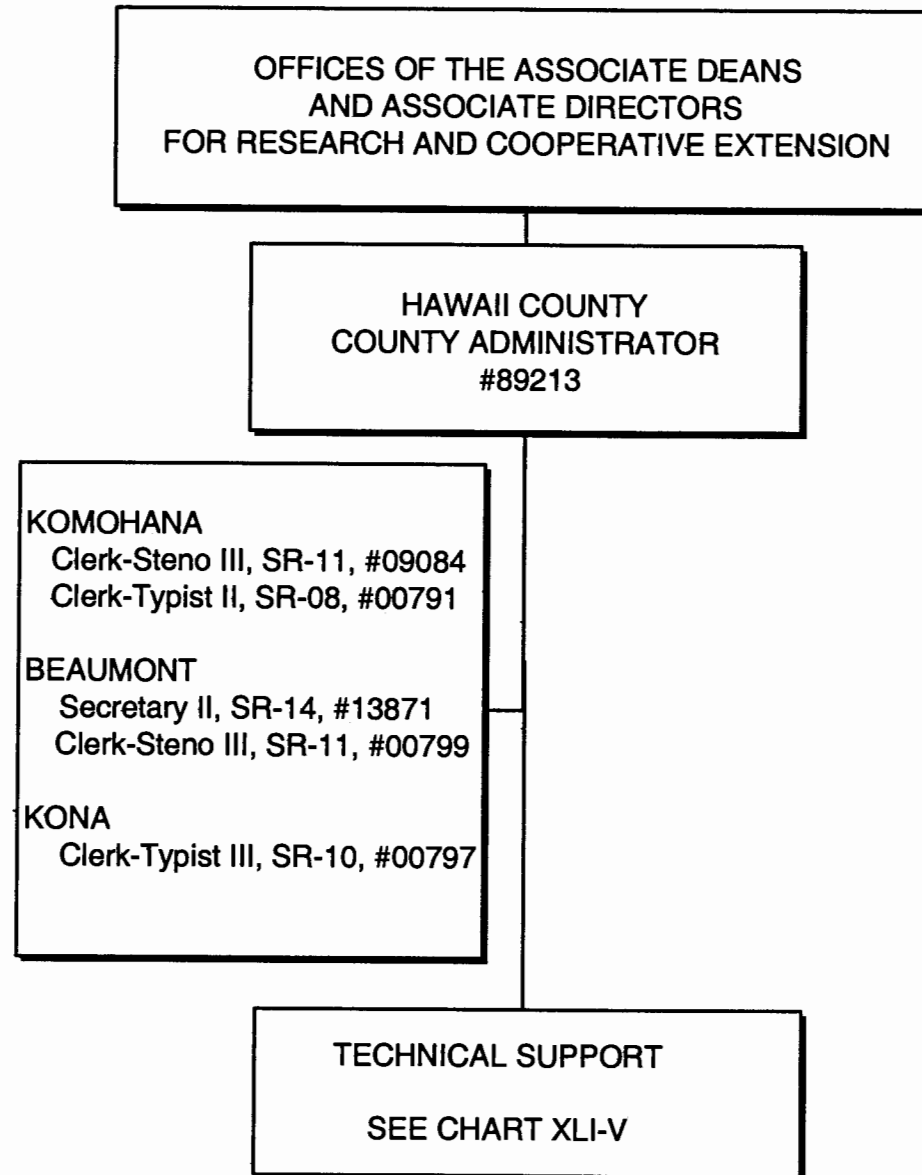 OFFICES OF THE ASSOCIATE DEANS
AND ASSOCIATE DIRECTORS
FOR RESEARCH AND COOPERATIVE EXTENSION
HAWAII COUNTY
COUNTY ADMINISTRATOR
#89213
KOMOHANA
Clerk-Steno III, SR-11, #09084
Clerk-Typist II, SR-08, #00791
BEAUMONT
Secretary II, SR-14, #13871
Clerk-Steno III, SR-11, #00799
KONA
Clerk-Typist III, SR-10, #00797
TECHNICAL SUPPORT
SEE CHART XLI-V